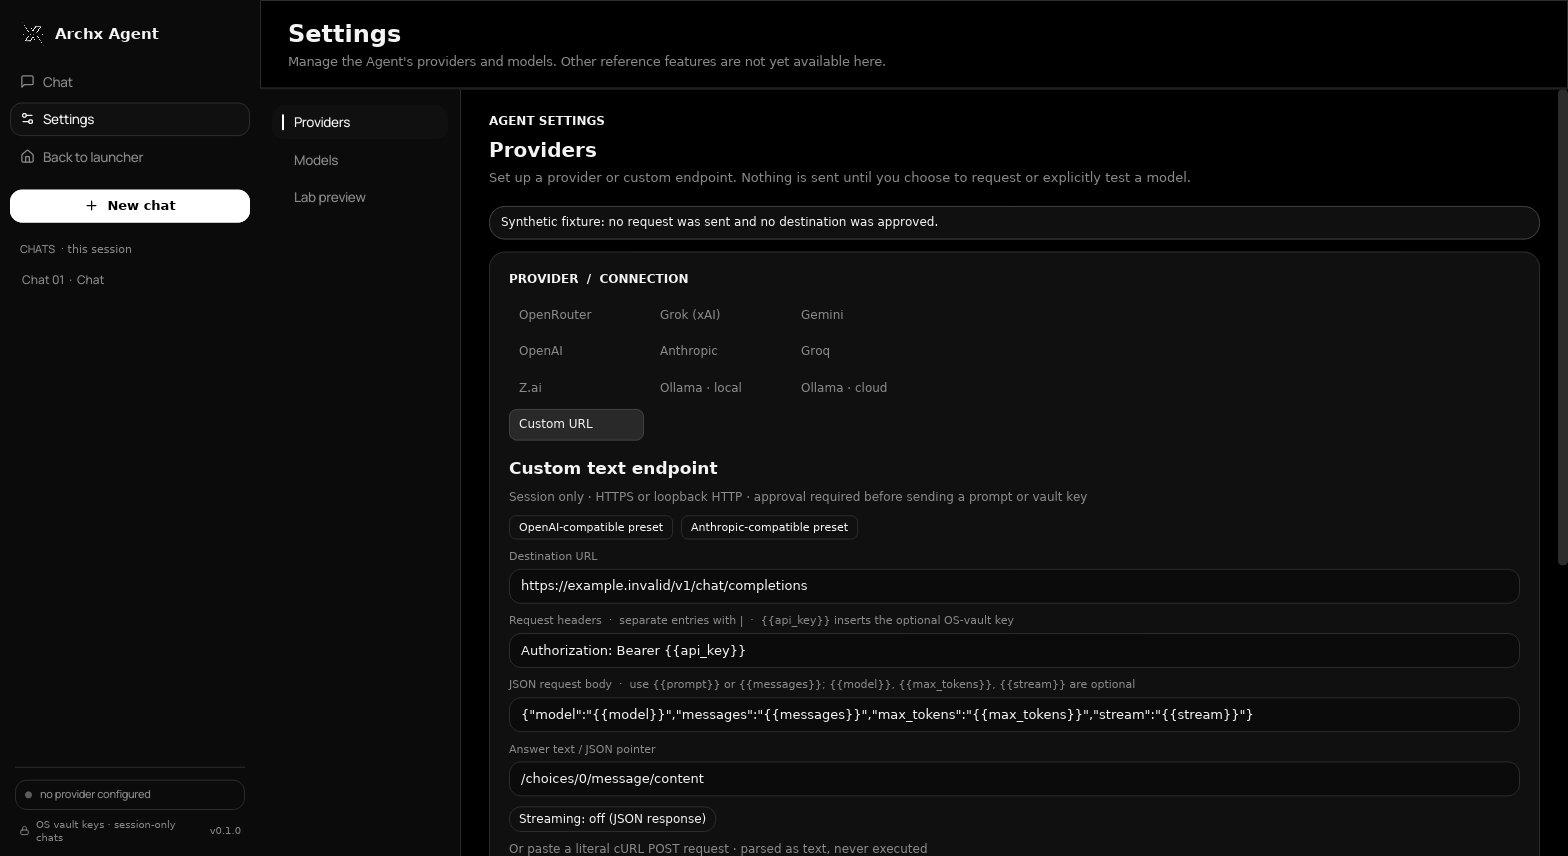 Archx Agent
Chat
Settings
Back to launcher
+ New chat
CHATS · this session
Chat 01 · Chat
no provider configured
OS vault keys · session-only
chats
v0.1.0
Settings
Manage the Agent's providers and models. Other reference features are not yet available here.
Providers
Models
Lab preview
AGENT SETTINGS
Providers
Set up a provider or custom endpoint. Nothing is sent until you choose to request or explicitly test a model.
Synthetic fixture: no request was sent and no destination was approved.
PROVIDER / CONNECTION
OpenRouter Grok (xAI) Gemini
OpenAI Anthropic Groq
Z.ai Ollama · local Ollama · cloud
Custom URL
Custom text endpoint
Session only · HTTPS or loopback HTTP · approval required before sending a prompt or vault key
OpenAI-compatible preset Anthropic-compatible preset
Destination URL
https://example.invalid/v1/chat/completions
Request headers · separate entries with | · {{api_key}} inserts the optional OS-vault key
Authorization: Bearer {{api_key}}
JSON request body · use {{prompt}} or {{messages}}; {{model}}, {{max_tokens}}, {{stream}} are optional
{"model":"{{model}}","messages":"{{messages}}","max_tokens":"{{max_tokens}}","stream":"{{stream}}"}
Answer text / JSON pointer
/choices/0/message/content
Streaming: off (JSON response)
Or paste a literal cURL POST request · parsed as text, never executed